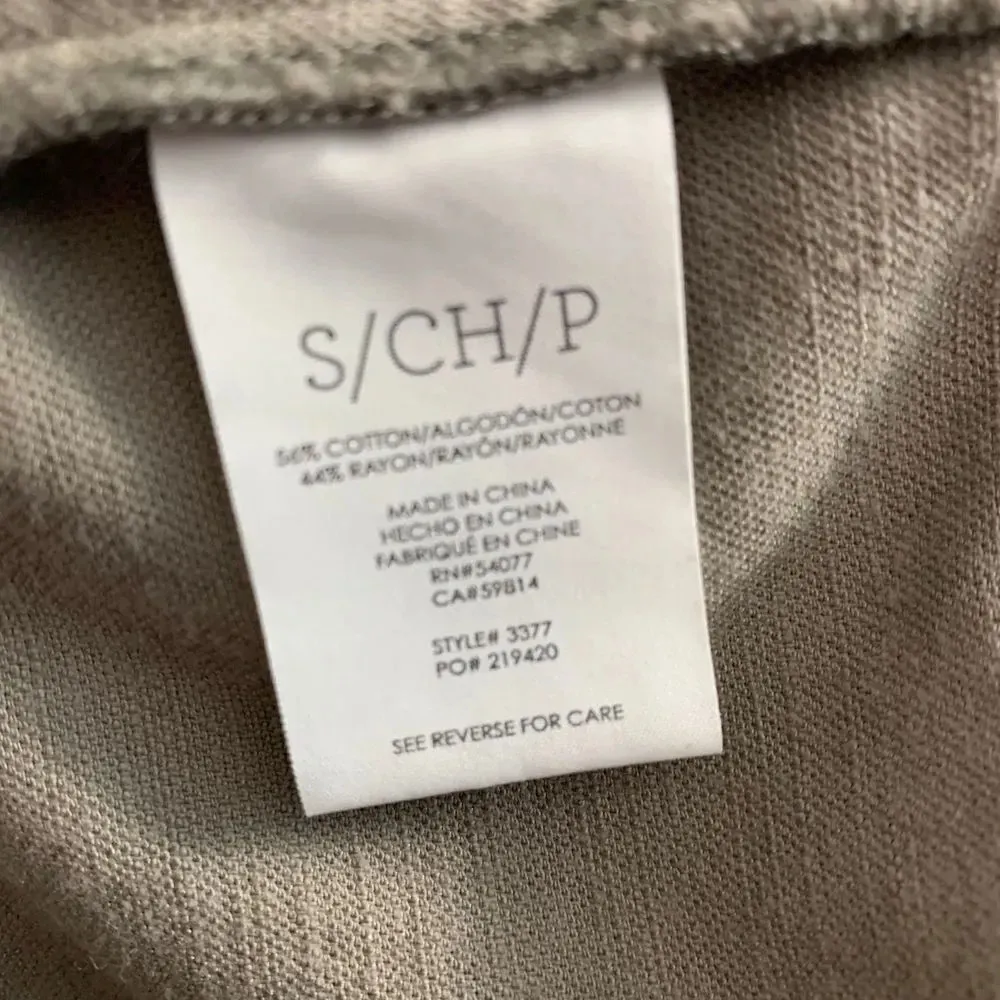 S/CH/P
56% COTTON/ALGODÓN/COTON
44% RAYON/RAYÓN/RAYONNE
MADE IN CHINA
HECHO EN CHINA
FABRIQUÉ EN CHINE
RN#54077
CA#59814
STYLE# 3377
PO# 219420
SEE REVERSE FOR CARE